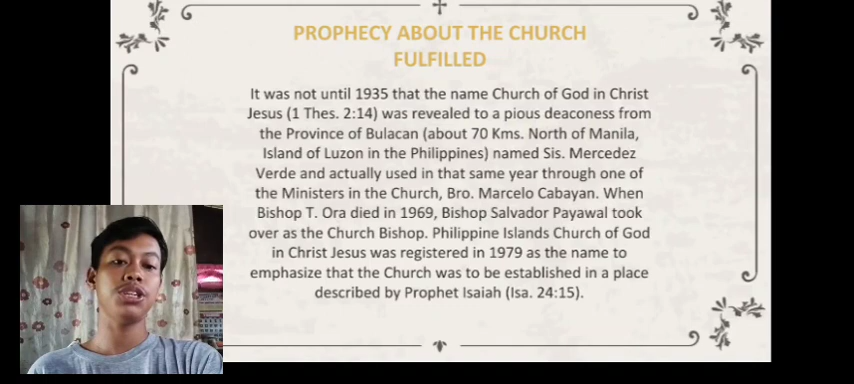 PROPHECY ABOUT THE CHURCH
FULFILLED
It was not until 1935 that the name Church of God in Christ
Jesus (1 Thes. 2:14) was revealed to a pious deaconess from
the Province of Bulacan (about 70 Kms. North of Manila,
Island of Luzon in the Philippines) named Sis. Mercedez
Verde and actually used in that same year through one of
the Ministers in the Church, Bro. Marcelo Cabayan. When
Bishop T. Ora died in 1969, Bishop Salvador Payawal took
over as the Church Bishop. Philippine Islands Church of God
in Christ Jesus was registered in 1979 as the name to
emphasize that the Church was to be established in a place
described by Prophet Isaiah (Isa. 24:15).